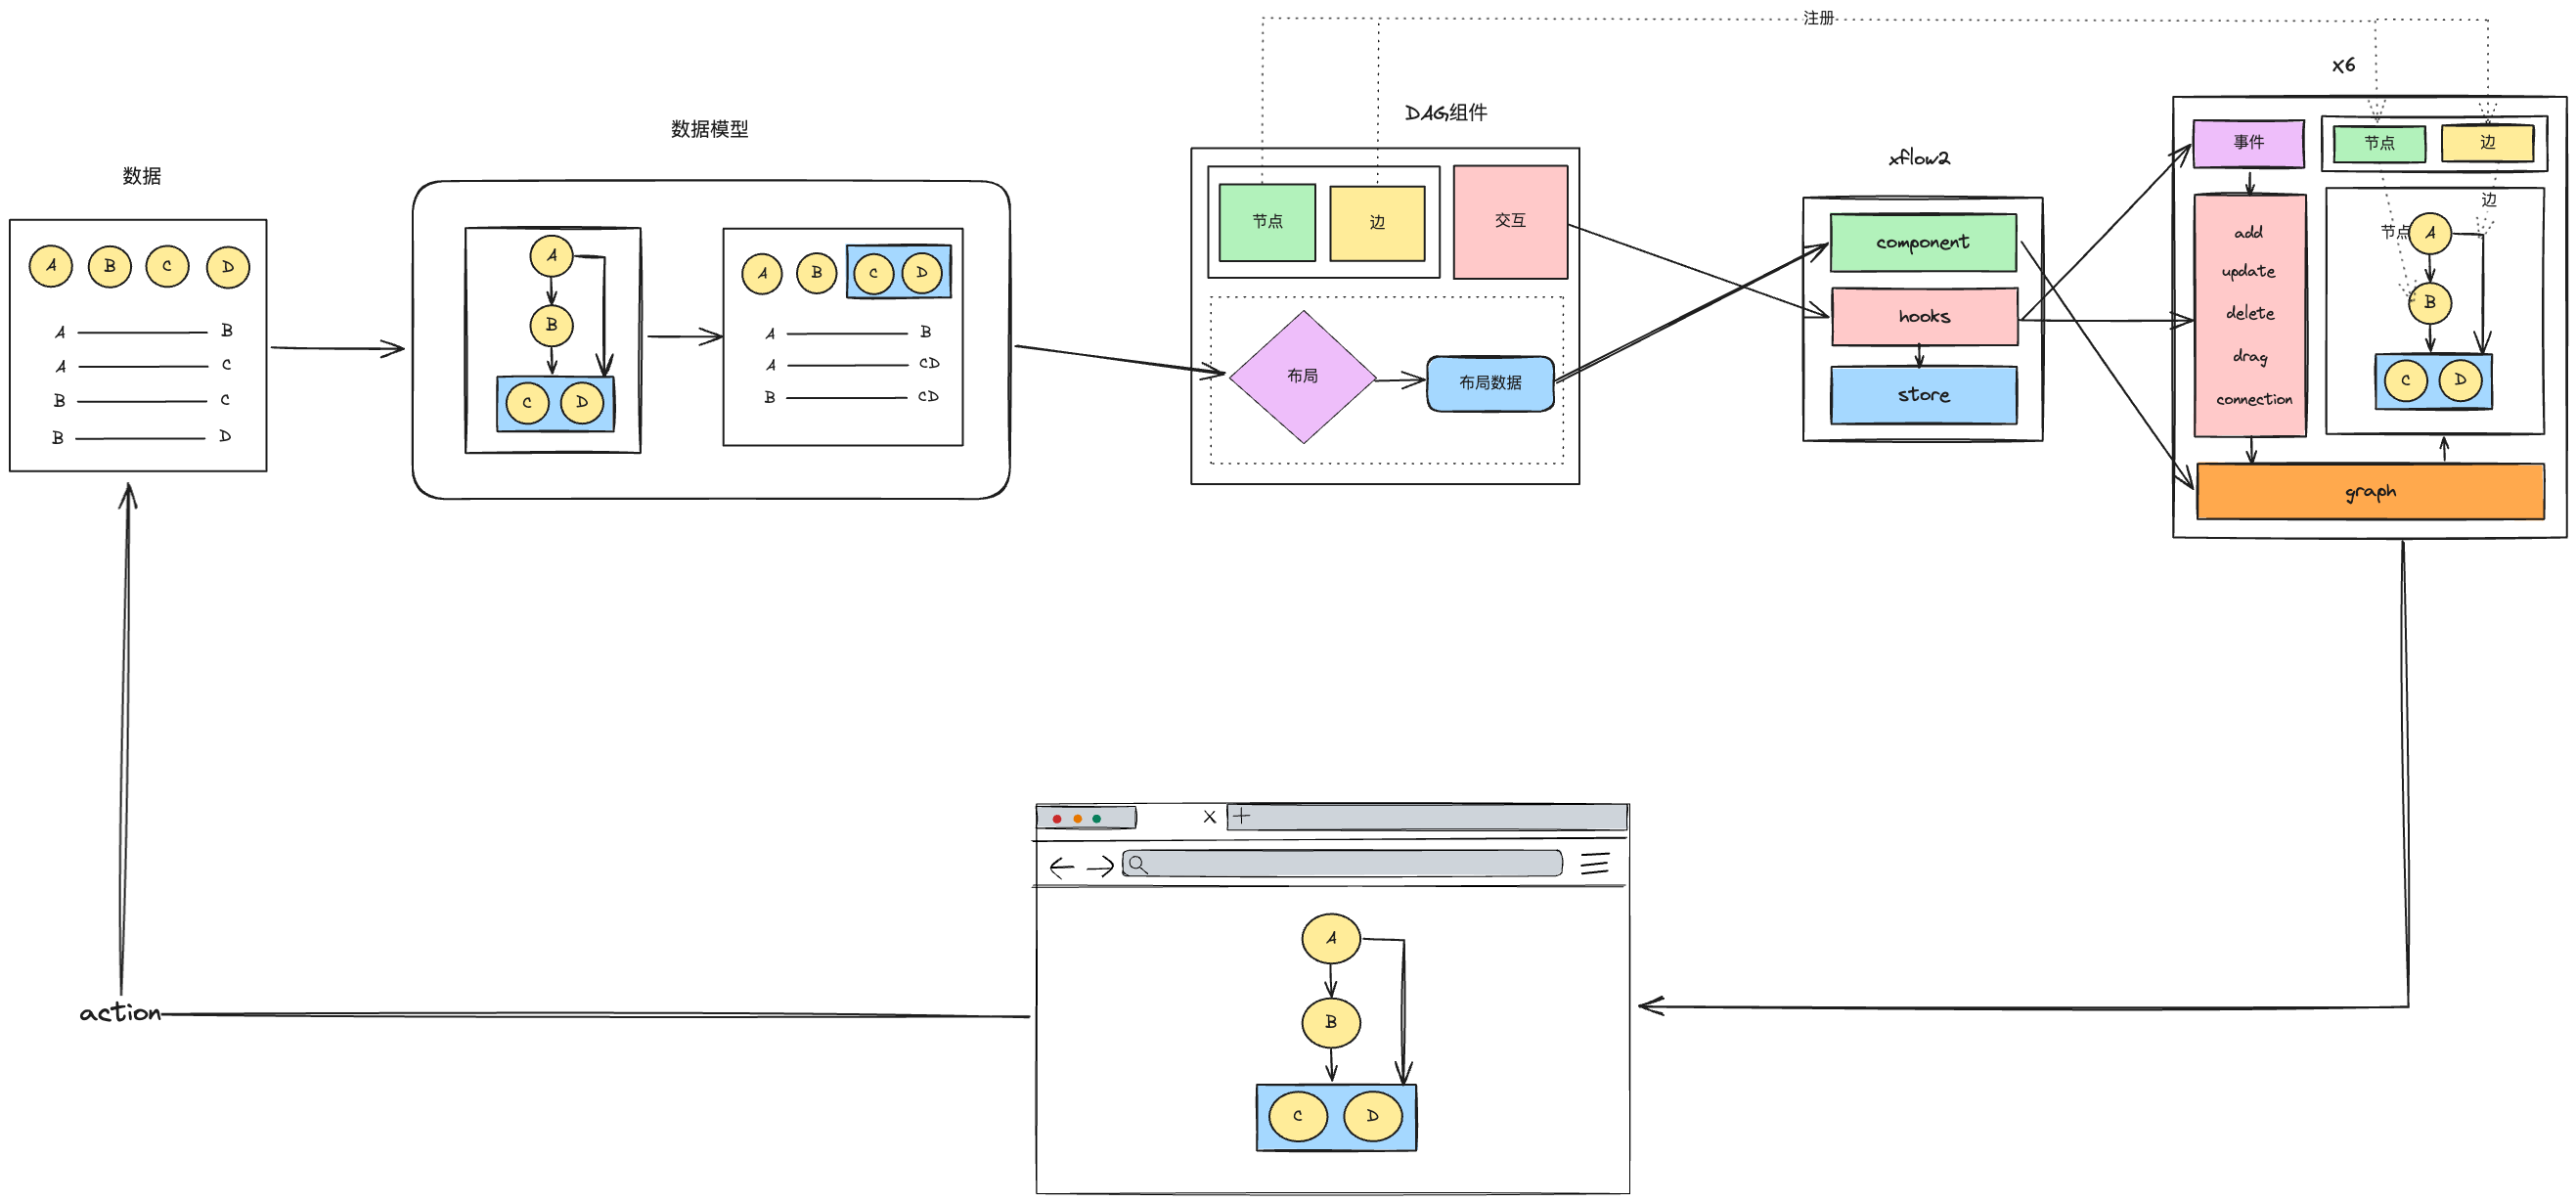 注册
x6
DAG组件
数据模型
xflow2
数据
A B C D
A B
A C
B C
B D
A
B
C D
A B C D
A B
A CD
B CD
节点 边 交互
布局 布局数据
component
hooks
store
事件 节点 边
add
update
delete
drag
connection
边
节点 A
B
C D
graph
A
B
C D
action